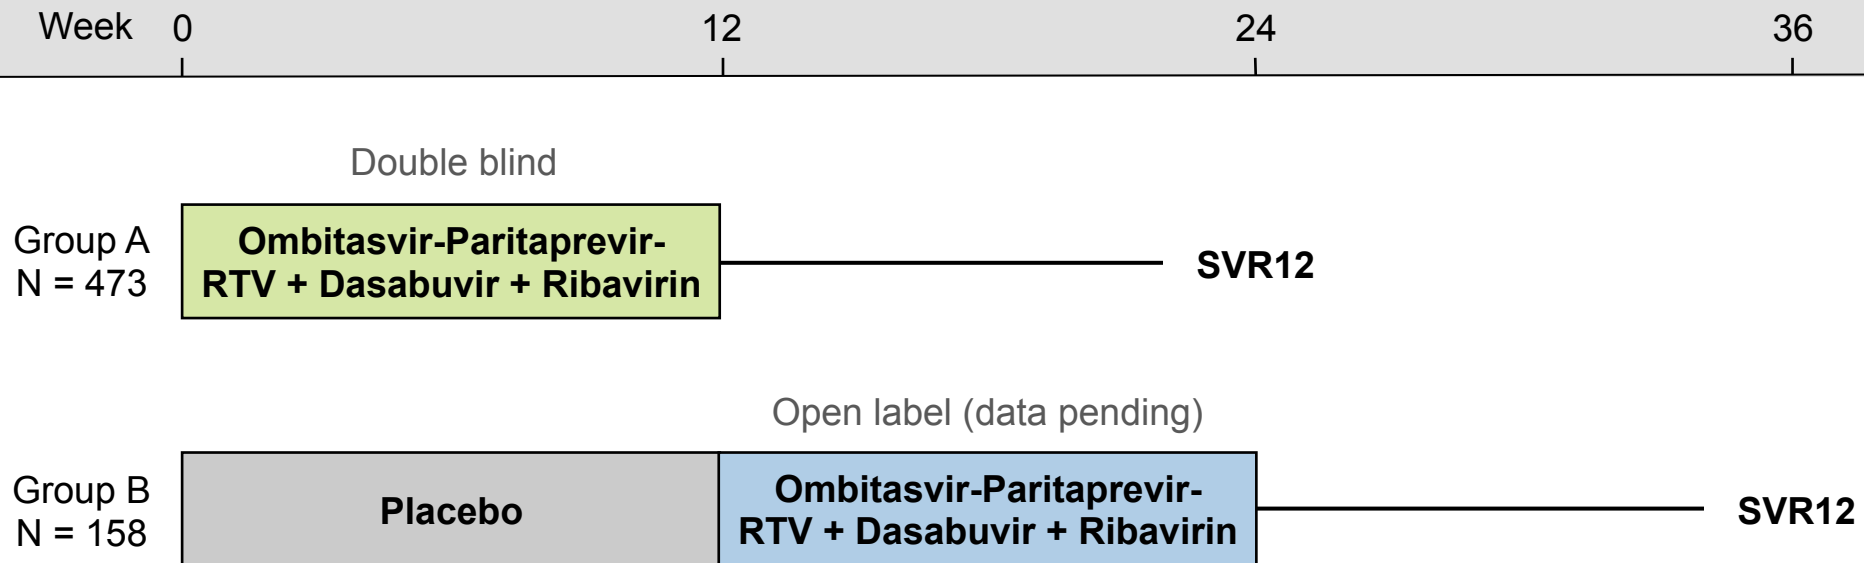 Week 0 12 24 36
Double blind
Group A
N = 473
Ombitasvir-Paritaprevir-
RTV + Dasabuvir + Ribavirin
SVR12
Open label (data pending)
Group B
N = 158
Placebo
Ombitasvir-Paritaprevir-
RTV + Dasabuvir + Ribavirin
SVR12